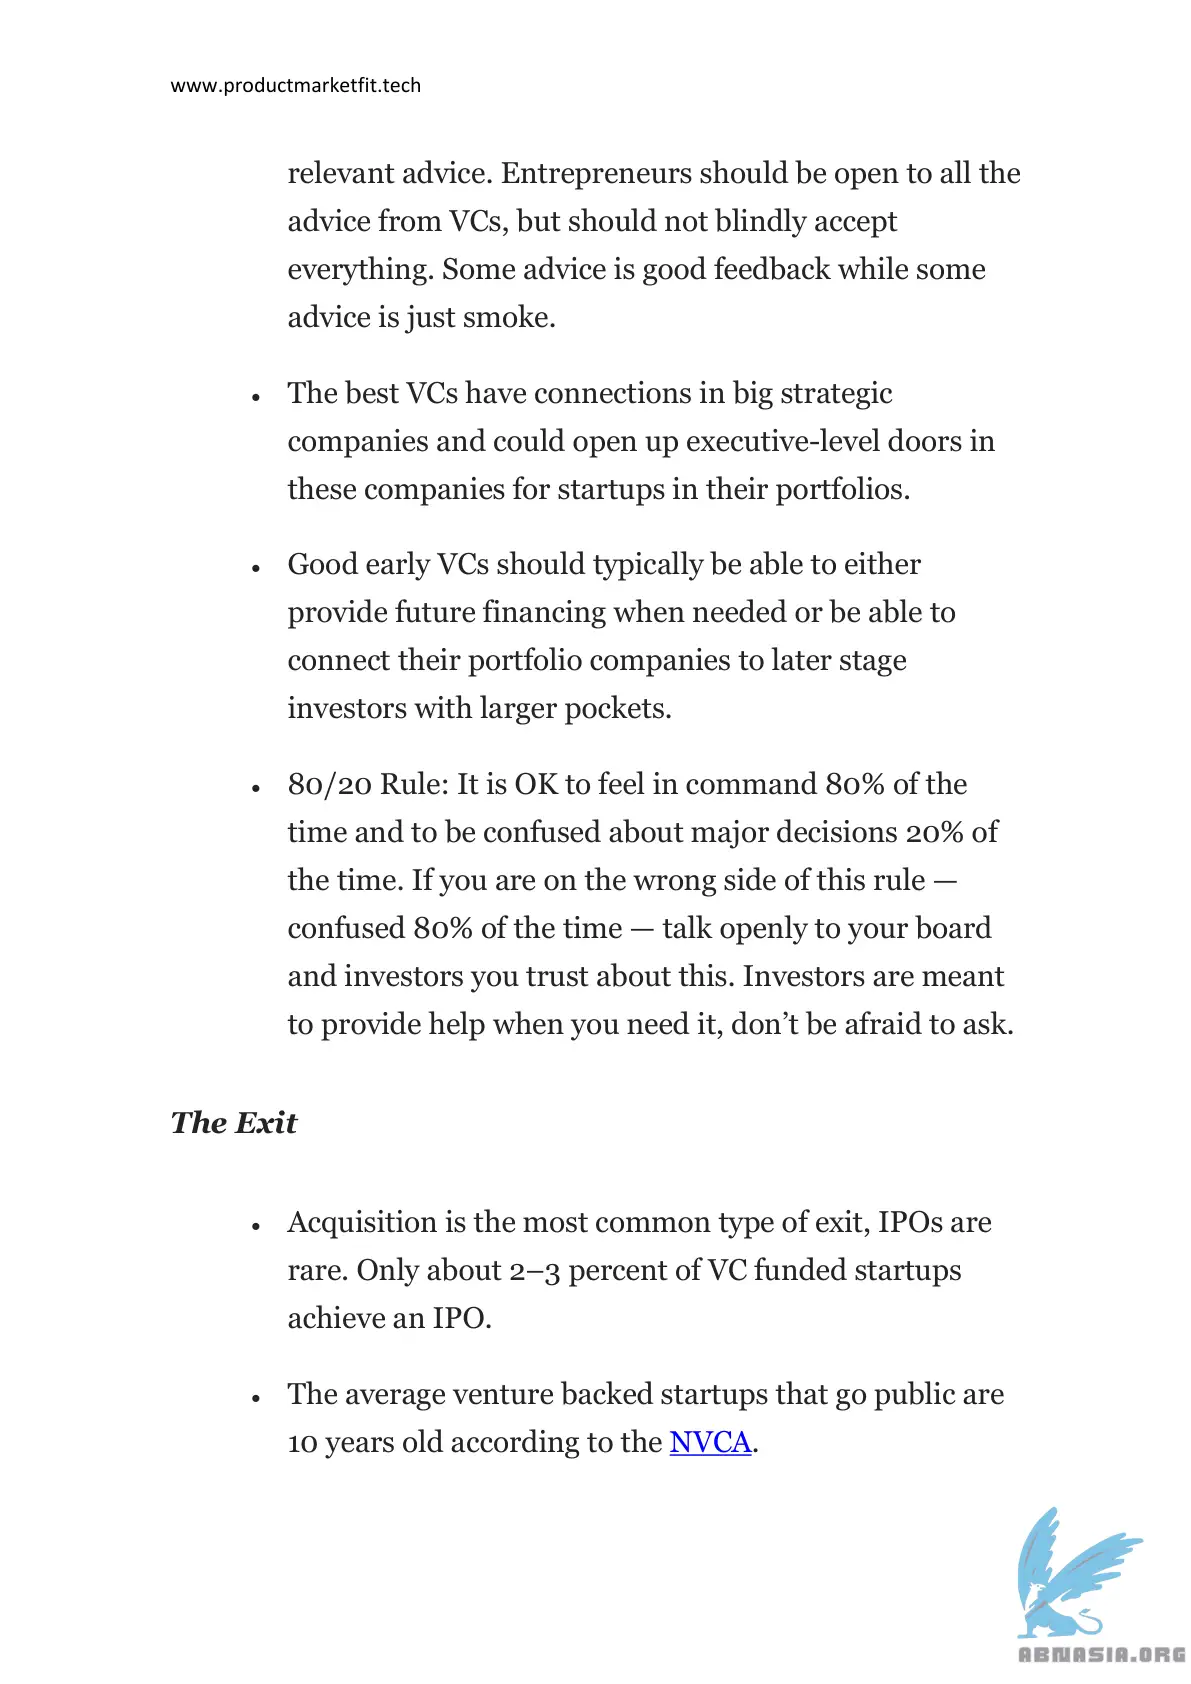 www.productmarketfit.tech
relevant advice. Entrepreneurs should be open to all the
advice from VCs, but should not blindly accept
everything. Some advice is good feedback while some
advice is just smoke.
• The best VCs have connections in big strategic
companies and could open up executive-level doors in
these companies for startups in their portfolios.
• Good early VCs should typically be able to either
provide future financing when needed or be able to
connect their portfolio companies to later stage
investors with larger pockets.
• 80/20 Rule: It is OK to feel in command 80% of the
time and to be confused about major decisions 20% of
the time. If you are on the wrong side of this rule —
confused 80% of the time — talk openly to your board
and investors you trust about this. Investors are meant
to provide help when you need it, don’t be afraid to ask.
The Exit
• Acquisition is the most common type of exit, IPOs are
rare. Only about 2–3 percent of VC funded startups
achieve an IPO.
• The average venture backed startups that go public are
10 years old according to the NVCA.
ABNASIA.ORG